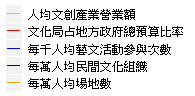 人均文創產業營業額
文化局占地方政府總預算比率
每千人均藝文活動參與次數
每萬人均民間文化組織
每萬人均場地數